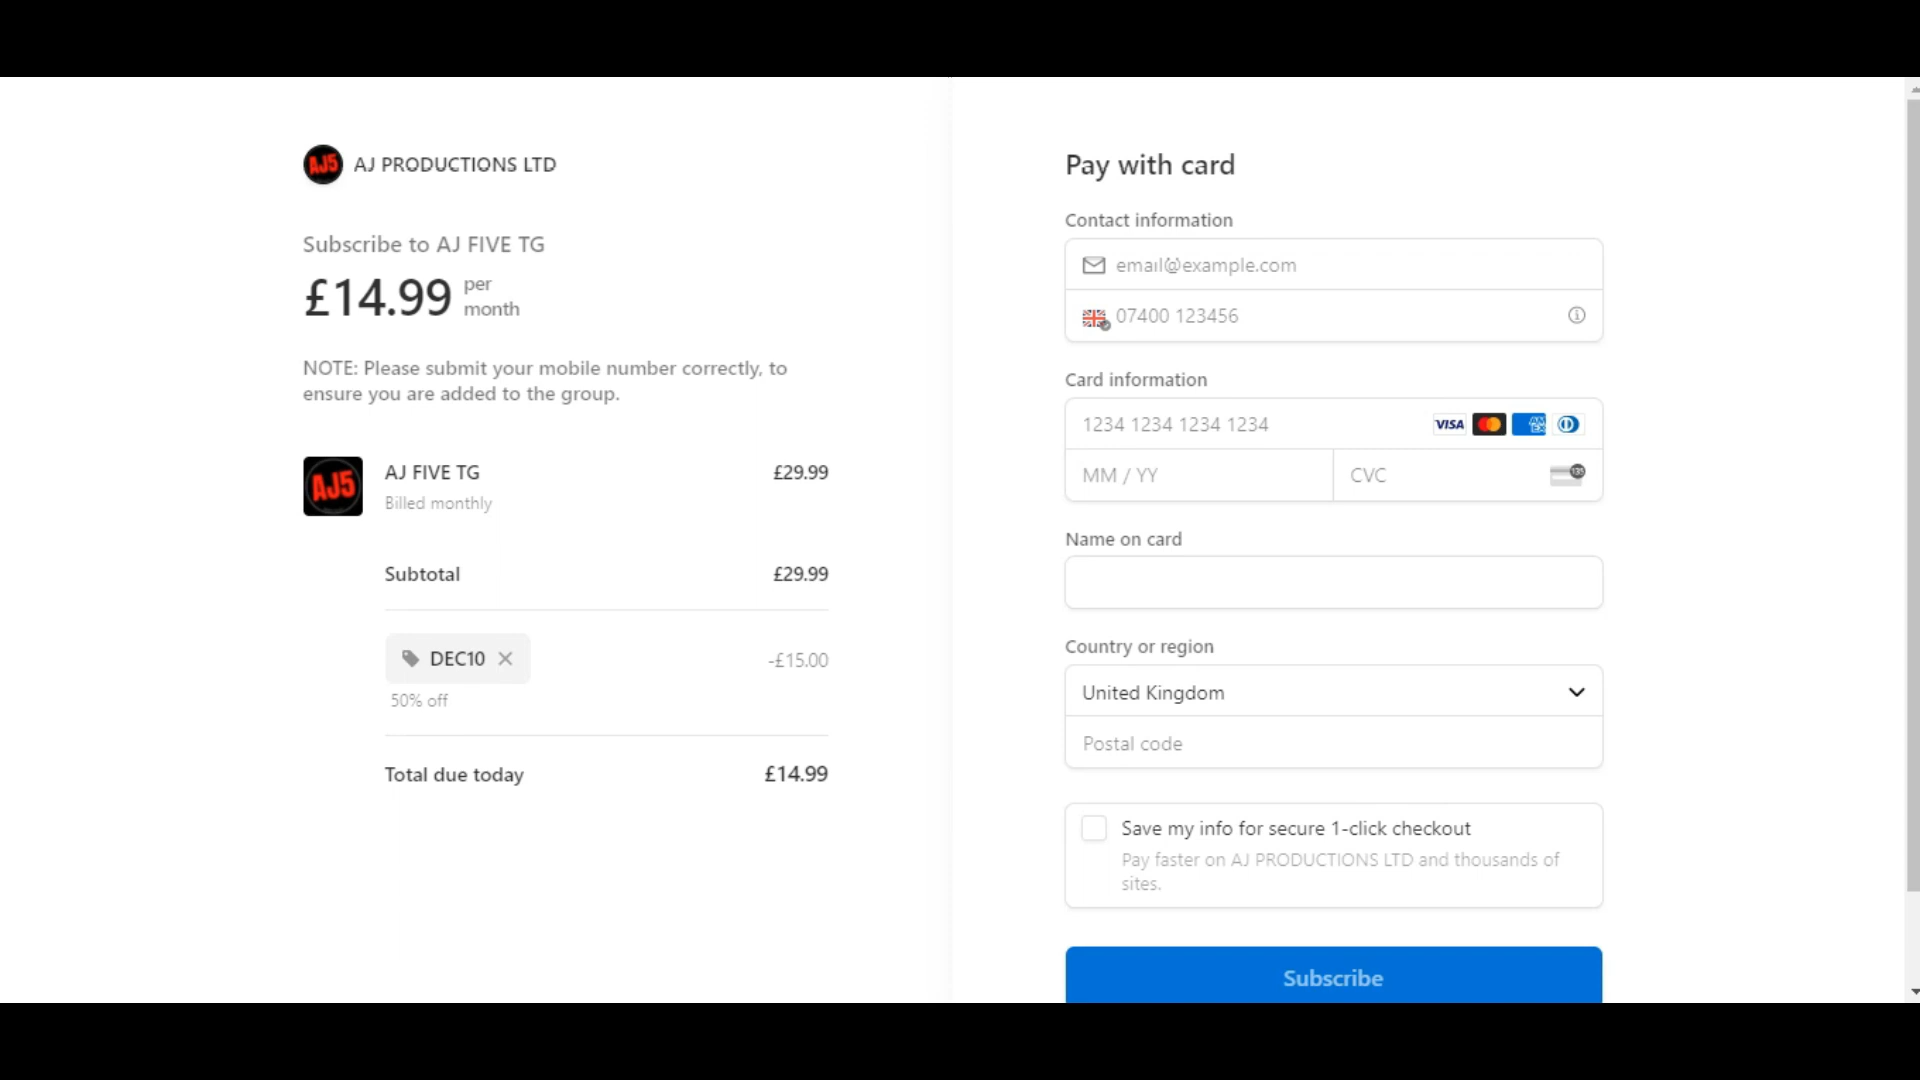 AJ5 AJ PRODUCTIONS LTD
Subscribe to AJ FIVE TG
£14.99 per
month
NOTE: Please submit your mobile number correctly, to
ensure you are added to the group.
AJ5
AJ FIVE TG £29.99
Billed monthly
Subtotal £29.99
DEC10 -£15.00
50% off
Total due today £14.99
Pay with card
Contact information
email@example.com
07400 123456
Card information
1234 1234 1234 1234 VISA AM EX
MM / YY CVC 135
Name on card
Country or region
United Kingdom
Postal code
Save my info for secure 1-click checkout
Pay faster on AJ PRODUCTIONS LTD and thousands of
sites.
Subscribe